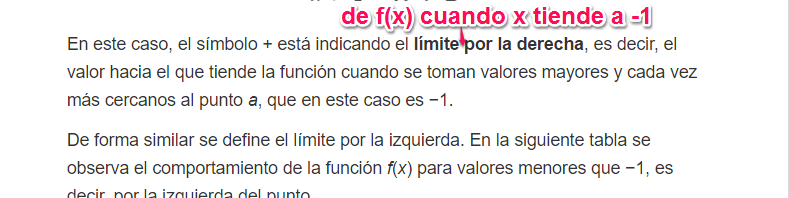 de f(x) cuando x tiende a -1
En este caso, el símbolo + está indicando el límite por la derecha, es decir, el
valor hacia el que tiende la función cuando se toman valores mayores y cada vez
más cercanos al punto a, que en este caso es −1.
De forma similar se define el límite por la izquierda. En la siguiente tabla se
observa el comportamiento de la función f(x) para valores menores que −1, es
decir, por la izquierda del punto.